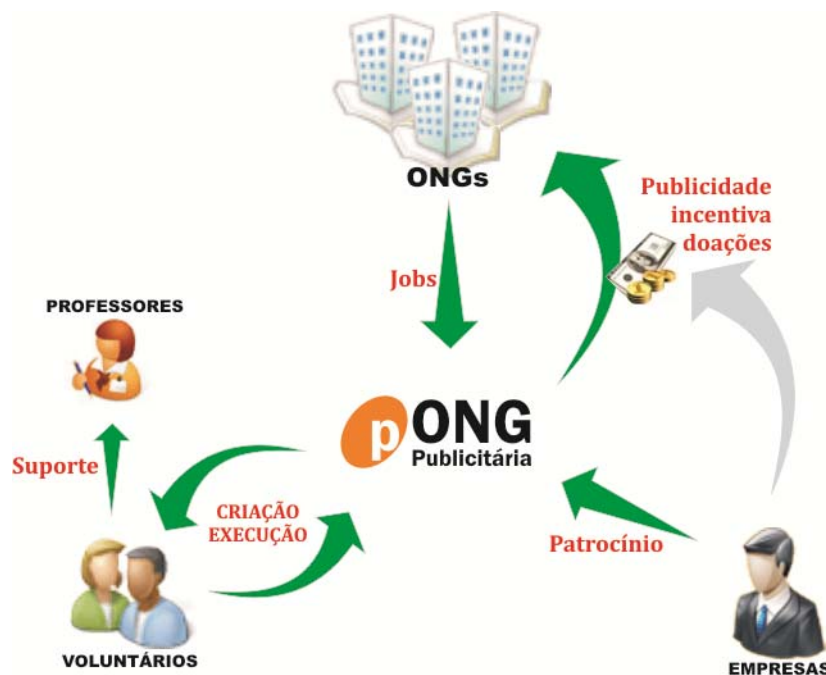 ONGs
Publicidade
incentiva
doações
Jobs
PROFESSORES
pONG
Publicitária
Suporte
CRIAÇÃO
EXECUÇÃO
Patrocínio
VOLUNTÁRIOS
EMPRESAS